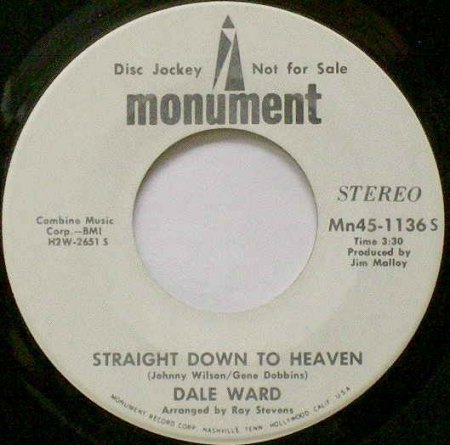 Disc Jockey Not for Sale
monument
STEREO
Combine Music
Corp.—BMI
H2W-2651 S
Mn45-1136 S
Time 3:30
Produced by
Jim Malloy
STRAIGHT DOWN TO HEAVEN
(Johnny Wilson/Gene Dobbins)
DALE WARD
Arranged by Ray Stevens
MONUMENT RECORD CORP. NASHVILLE, TENN. HOLLYWOOD, CALIF. U.S.A.